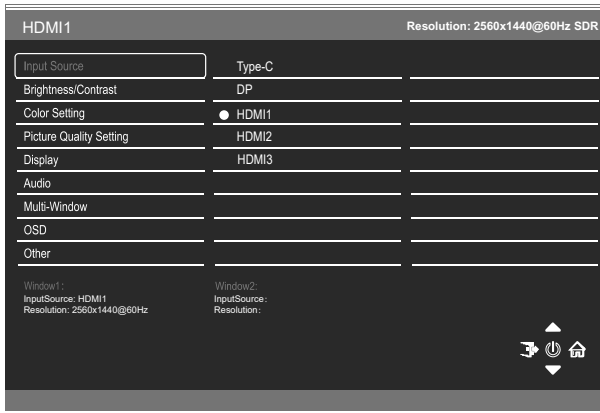 HDMI1
Resolution: 2560x1440@60Hz SDR
Input Source
Type-C
Brightness/Contrast
DP
Color Setting
HDMI1
Picture Quality Setting
HDMI2
Display
HDMI3
Audio
Multi-Window
OSD
Other
Window1:
InputSource: HDMI1
Resolution: 2560x1440@60Hz
Window2:
InputSource:
Resolution: